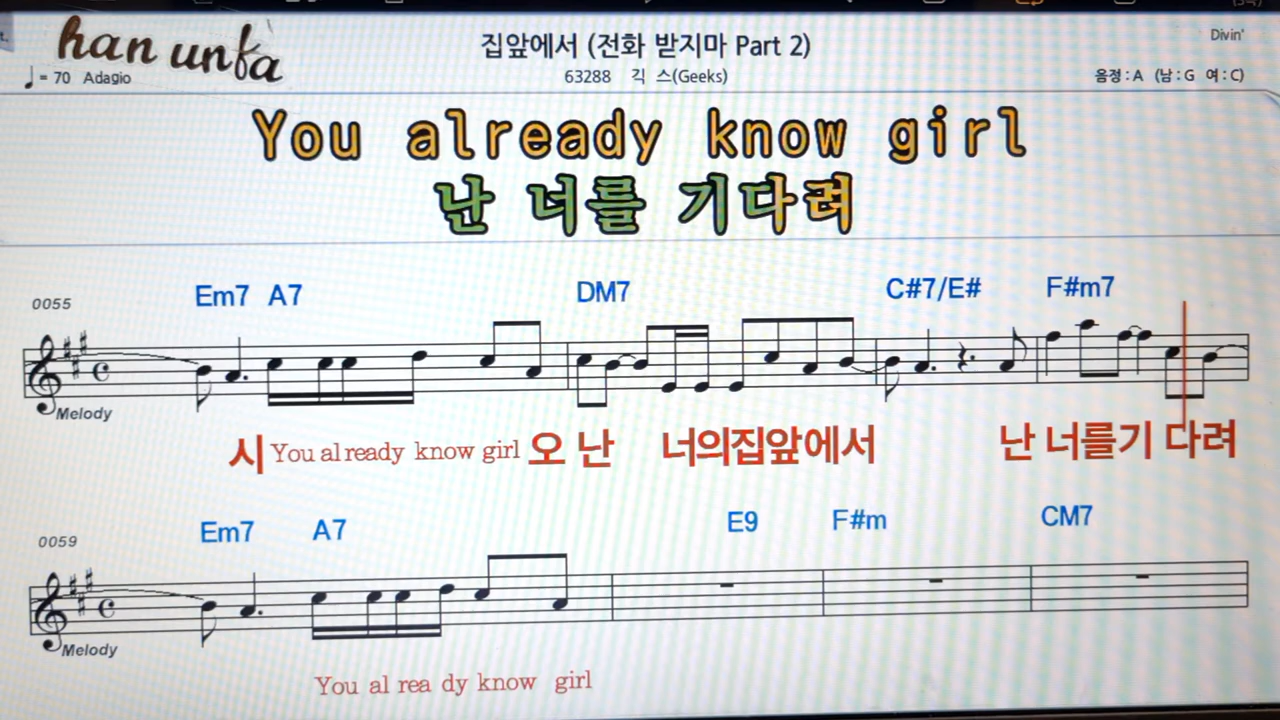 han unfa
집앞에서 (전화 받지마 Part 2)
Divin'
♩ = 70 Adagio
63288 긱 스(Geeks)
음정 : A (남 : G 여 : C)
You already know girl
난 너를 기다려
0055
Em7 A7 DM7 C#7/E# F#m7
Melody
시 You al ready know girl 오 난 너의집앞에서 난 너를기 다려
0059
Em7 A7 E9 F#m CM7
Melody
You al rea dy know girl